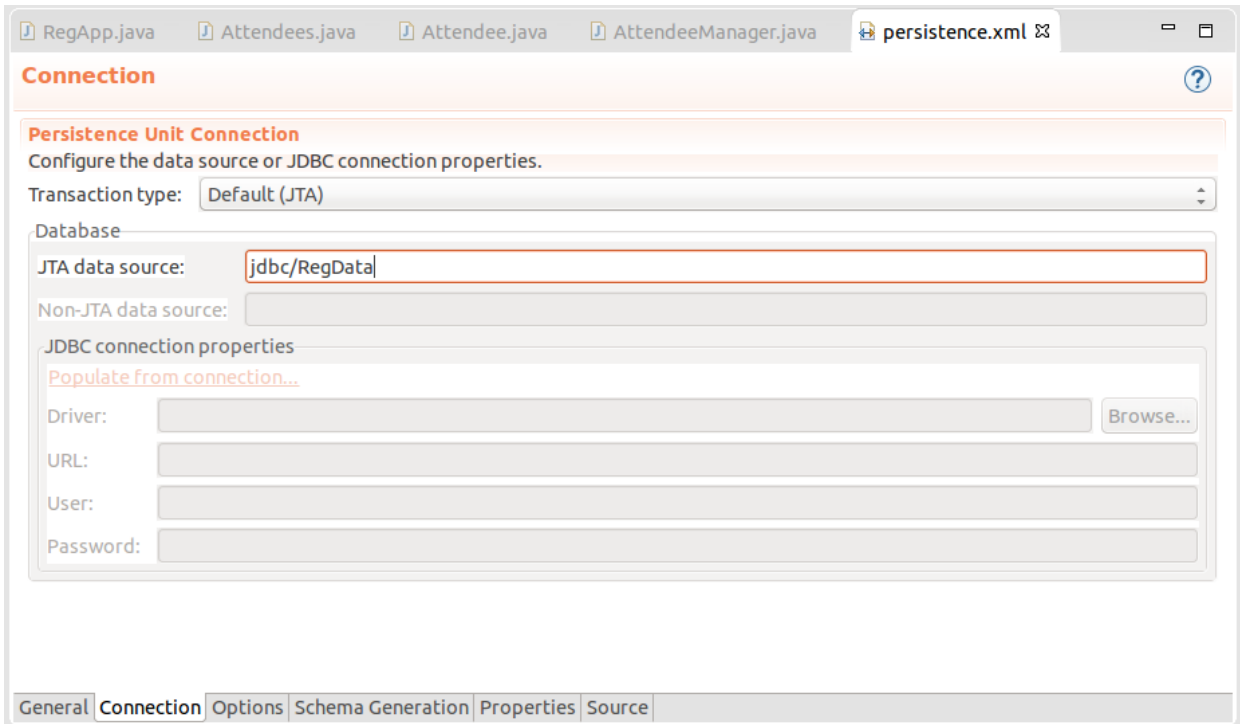 RegApp.java Attendees.java Attendee.java AttendeeManager.java persistence.xml
Connection
Persistence Unit Connection
Configure the data source or JDBC connection properties.
Transaction type: Default (JTA)
Database
JTA data source: jdbc/RegData
Non-JTA data source:
JDBC connection properties
Populate from connection...
Driver: Browse...
URL:
User:
Password:
General Connection Options Schema Generation Properties Source